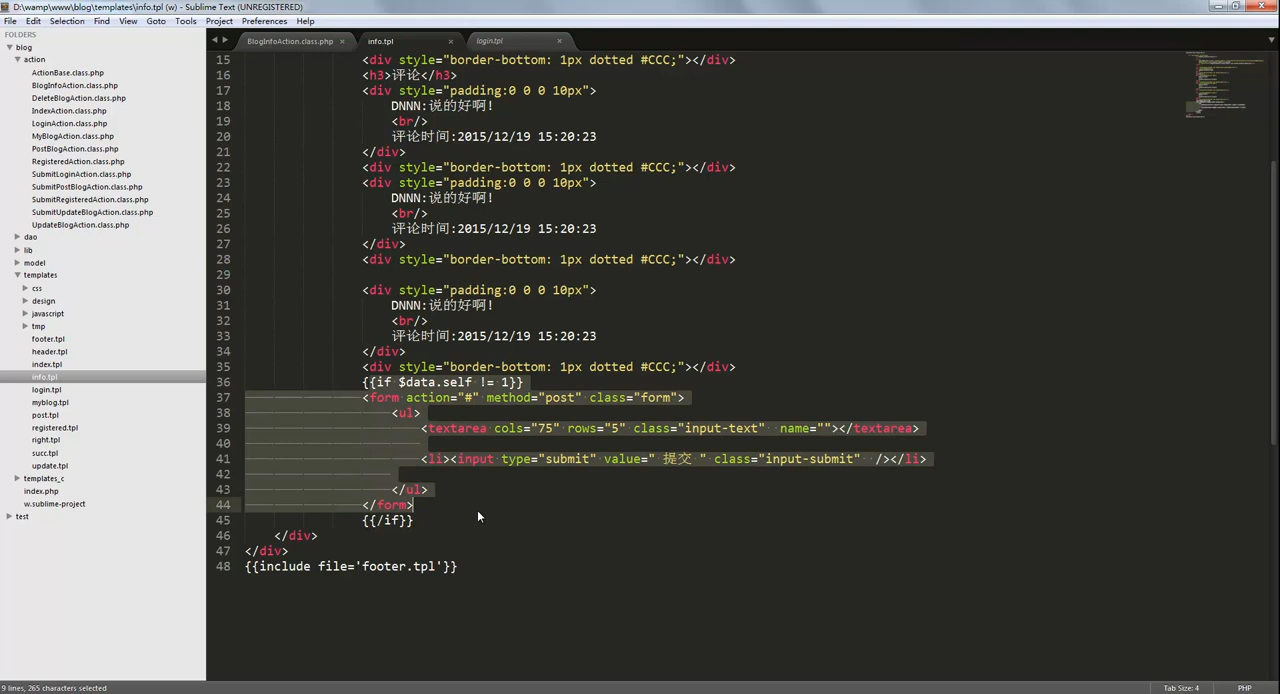 D:\wamp\www\blog\templates\info.tpl (w) - Sublime Text (UNREGISTERED)
File Edit Selection Find View Goto Tools Project Preferences Help
FOLDERS
blog
action
ActionBase.class.php
BlogInfoAction.class.php
DeleteBlogAction.class.php
IndexAction.class.php
LoginAction.class.php
MyBlogAction.class.php
PostBlogAction.class.php
RegisteredAction.class.php
SubmitLoginAction.class.php
SubmitPostBlogAction.class.php
SubmitRegisteredAction.class.php
SubmitUpdateBlogAction.class.php
UpdateBlogAction.class.php
dao
lib
model
templates
css
design
javascript
tmp
footer.tpl
header.tpl
index.tpl
info.tpl
login.tpl
myblog.tpl
post.tpl
registered.tpl
right.tpl
succ.tpl
update.tpl
templates_c
index.php
w.sublime-project
test
BlogInfoAction.class.php × info.tpl × login.tpl ×
15 <div style="border-bottom: 1px dotted #CCC;"></div>
16 <h3>评论</h3>
17 <div style="padding:0 0 0 10px">
18 DNNN:说的好啊!
19 <br/>
20 评论时间:2015/12/19 15:20:23
21 </div>
22 <div style="border-bottom: 1px dotted #CCC;"></div>
23 <div style="padding:0 0 0 10px">
24 DNNN:说的好啊!
25 <br/>
26 评论时间:2015/12/19 15:20:23
27 </div>
28 <div style="border-bottom: 1px dotted #CCC;"></div>
29
30 <div style="padding:0 0 0 10px">
31 DNNN:说的好啊!
32 <br/>
33 评论时间:2015/12/19 15:20:23
34 </div>
35 <div style="border-bottom: 1px dotted #CCC;"></div>
36 {{if $data.self != 1}}
37 <form action="#" method="post" class="form">
38 <ul>
39 <textarea cols="75" rows="5" class="input-text"  name=""></textarea>
40
41 <li><input type="submit" value=" 提交 " class="input-submit"  /></li>
42
43 </ul>
44 </form>
45 {{/if}}
46 </div>
47 </div>
48 {{include file='footer.tpl'}}
9 lines, 265 characters selected
Tab Size: 4 PHP